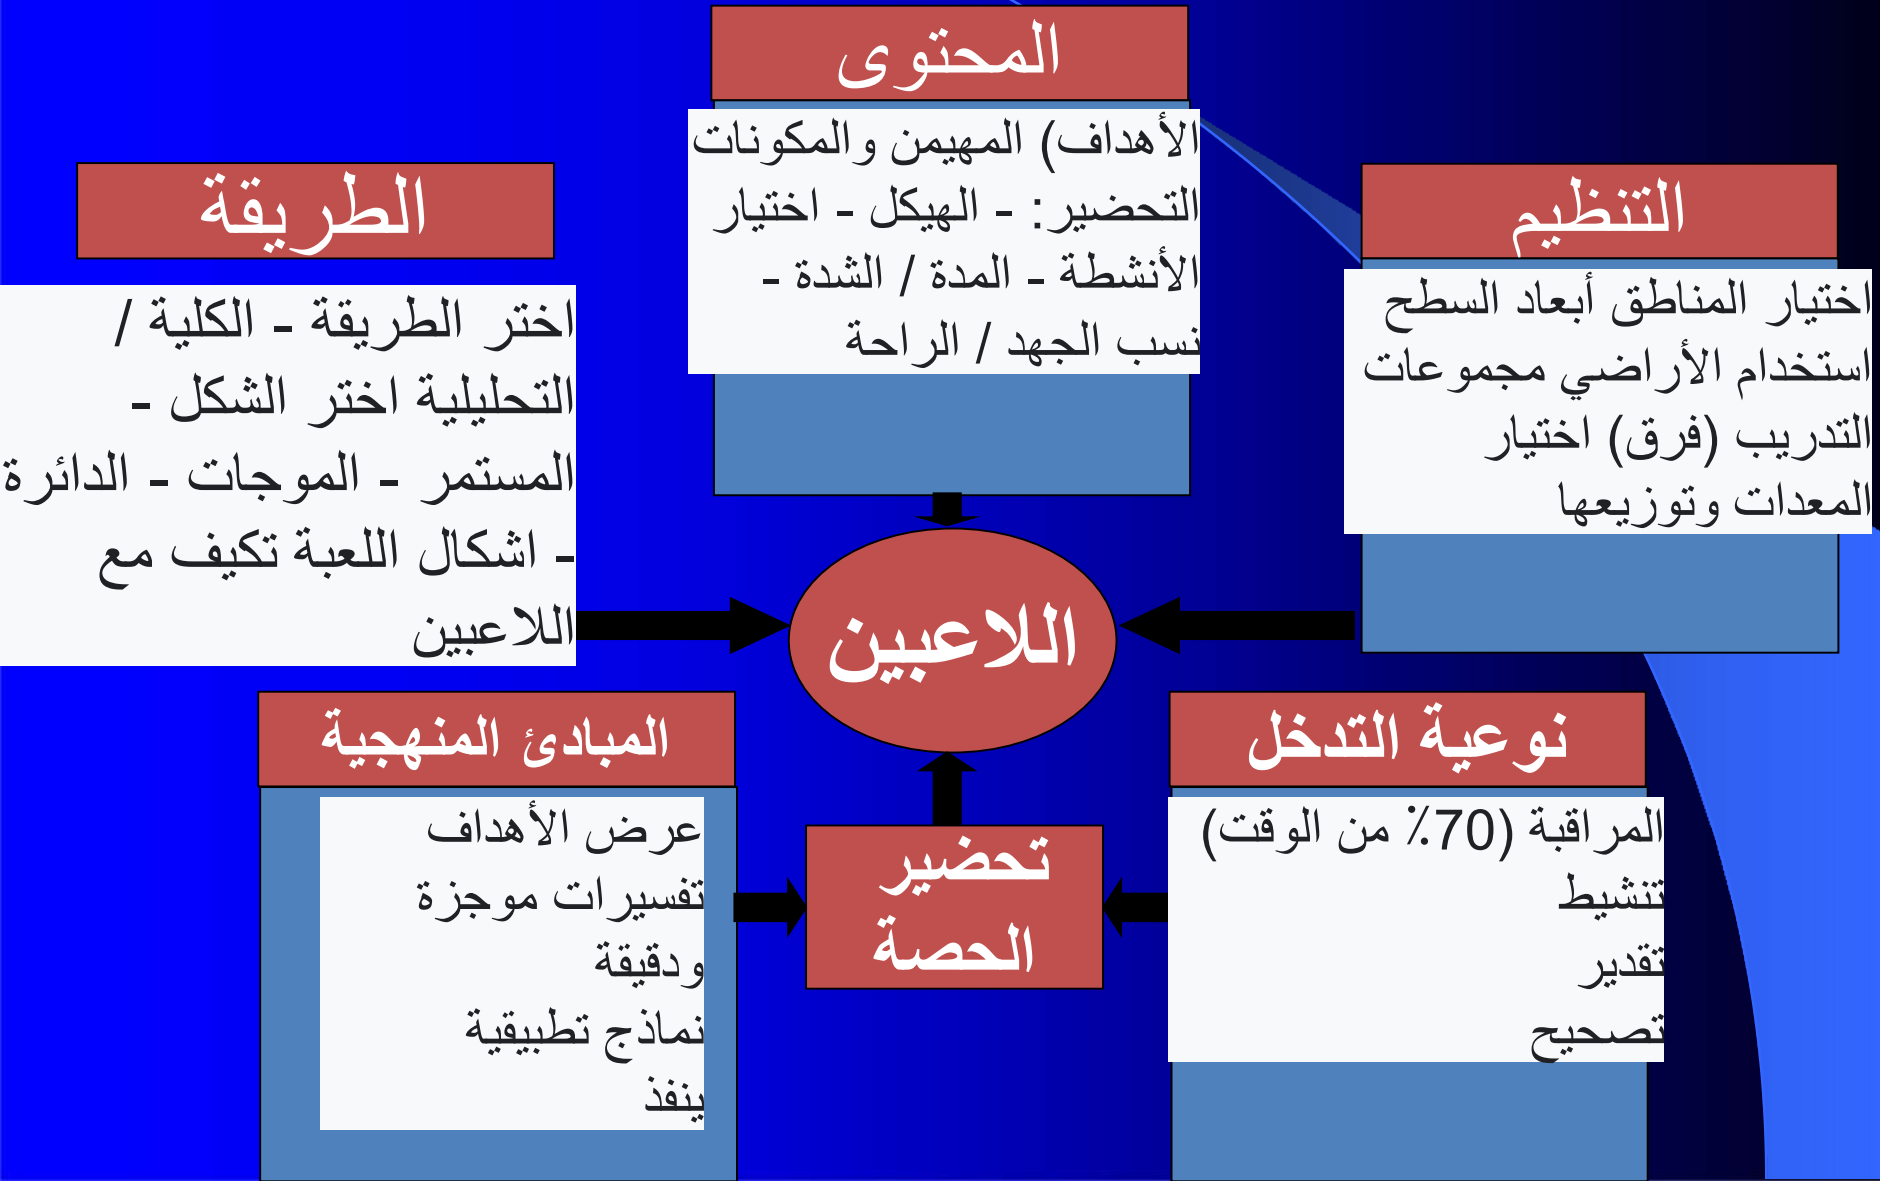 المحتوى
الأهداف) المهيمن والمكونات
التحضير: - الهيكل - اختيار
الأنشطة - المدة / الشدة -
نسب الجهد / الراحة
التنظيم
اختيار المناطق أبعاد السطح
استخدام الأراضي مجموعات
التدريب (فرق) اختيار
المعدات وتوزيعها
الطريقة
اختر الطريقة - الكلية /
التحليلية اختر الشكل -
المستمر - الموجات - الدائرة
- اشكال اللعبة تكيف مع
اللاعبين
اللاعبين
نوعية التدخل
المراقبة (70٪ من الوقت)
تنشيط
تقدير
تصحيح
تحضير
الحصة
المبادئ المنهجية
عرض الأهداف
تفسيرات موجزة
ودقيقة
نماذج تطبيقية
ينفذ